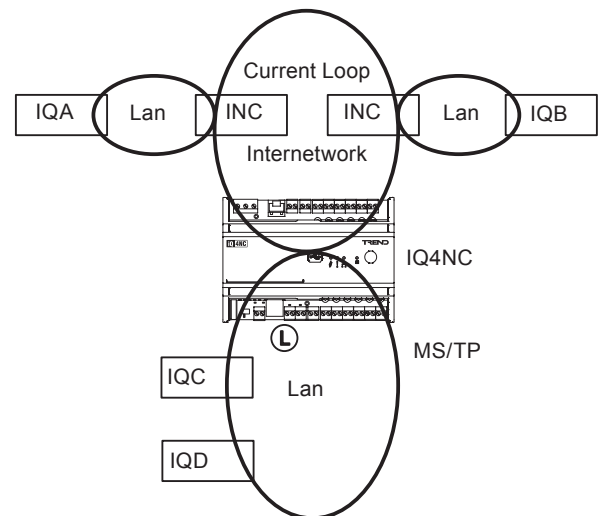 Current Loop
IQA
Lan
INC
INC
Lan
IQB
Internetwork
IQ4NC
TREND
IQ4NC
L
MS/TP
IQC
Lan
IQD